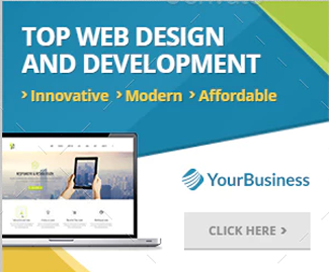 TOP WEB DESIGN
AND DEVELOPMENT
› Innovative › Modern › Affordable
YourBusiness
CLICK HERE ›